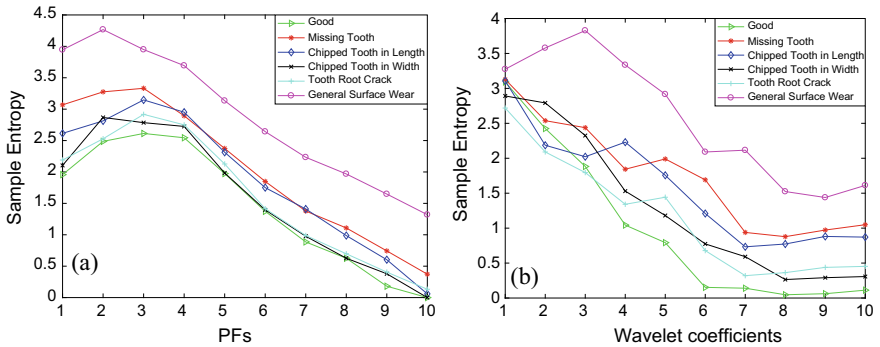 4.5
4
3.5
3
2.5
2
1.5
1
0.5
0
Sample Entropy
1 2 3 4 5 6 7 8 9 10
PFs
(a)
Good
Missing Tooth
Chipped Tooth in Length
Chipped Tooth in Width
Tooth Root Crack
General Surface Wear
4
3.5
3
2.5
2
1.5
1
0.5
0
Sample Entropy
1 2 3 4 5 6 7 8 9 10
Wavelet coefficients
(b)
Good
Missing Tooth
Chipped Tooth in Length
Chipped Tooth in Width
Tooth Root Crack
General Surface Wear